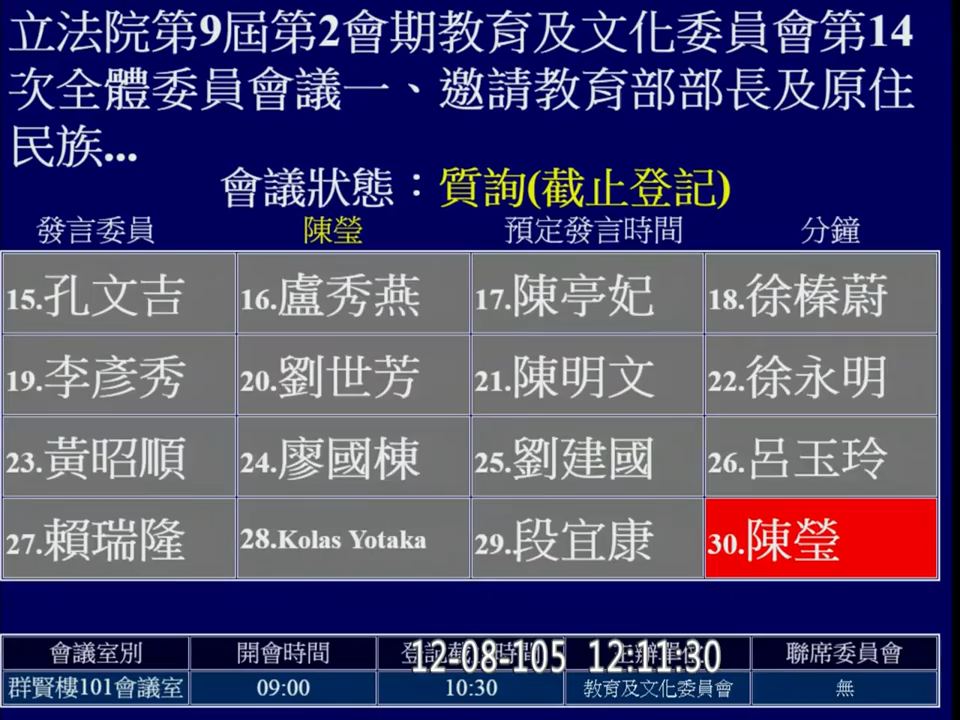 立法院第9屆第2會期教育及文化委員會第14
次全體委員會議一、邀請教育部部長及原住
民族...
會議狀態：質詢(截止登記)
發言委員 陳瑩 預定發言時間 分鐘
15.孔文吉 16.盧秀燕 17.陳亭妃 18.徐榛蔚
19.李彥秀 20.劉世芳 21.陳明文 22.徐永明
23.黃昭順 24.廖國棟 25.劉建國 26.呂玉玲
27.賴瑞隆 28.Kolas Yotaka 29.段宜康 30.陳瑩
會議室別 開會時間 聯席委員會
12-08-105 12:11:30
群賢樓101會議室 09:00 10:30 教育及文化委員會 無